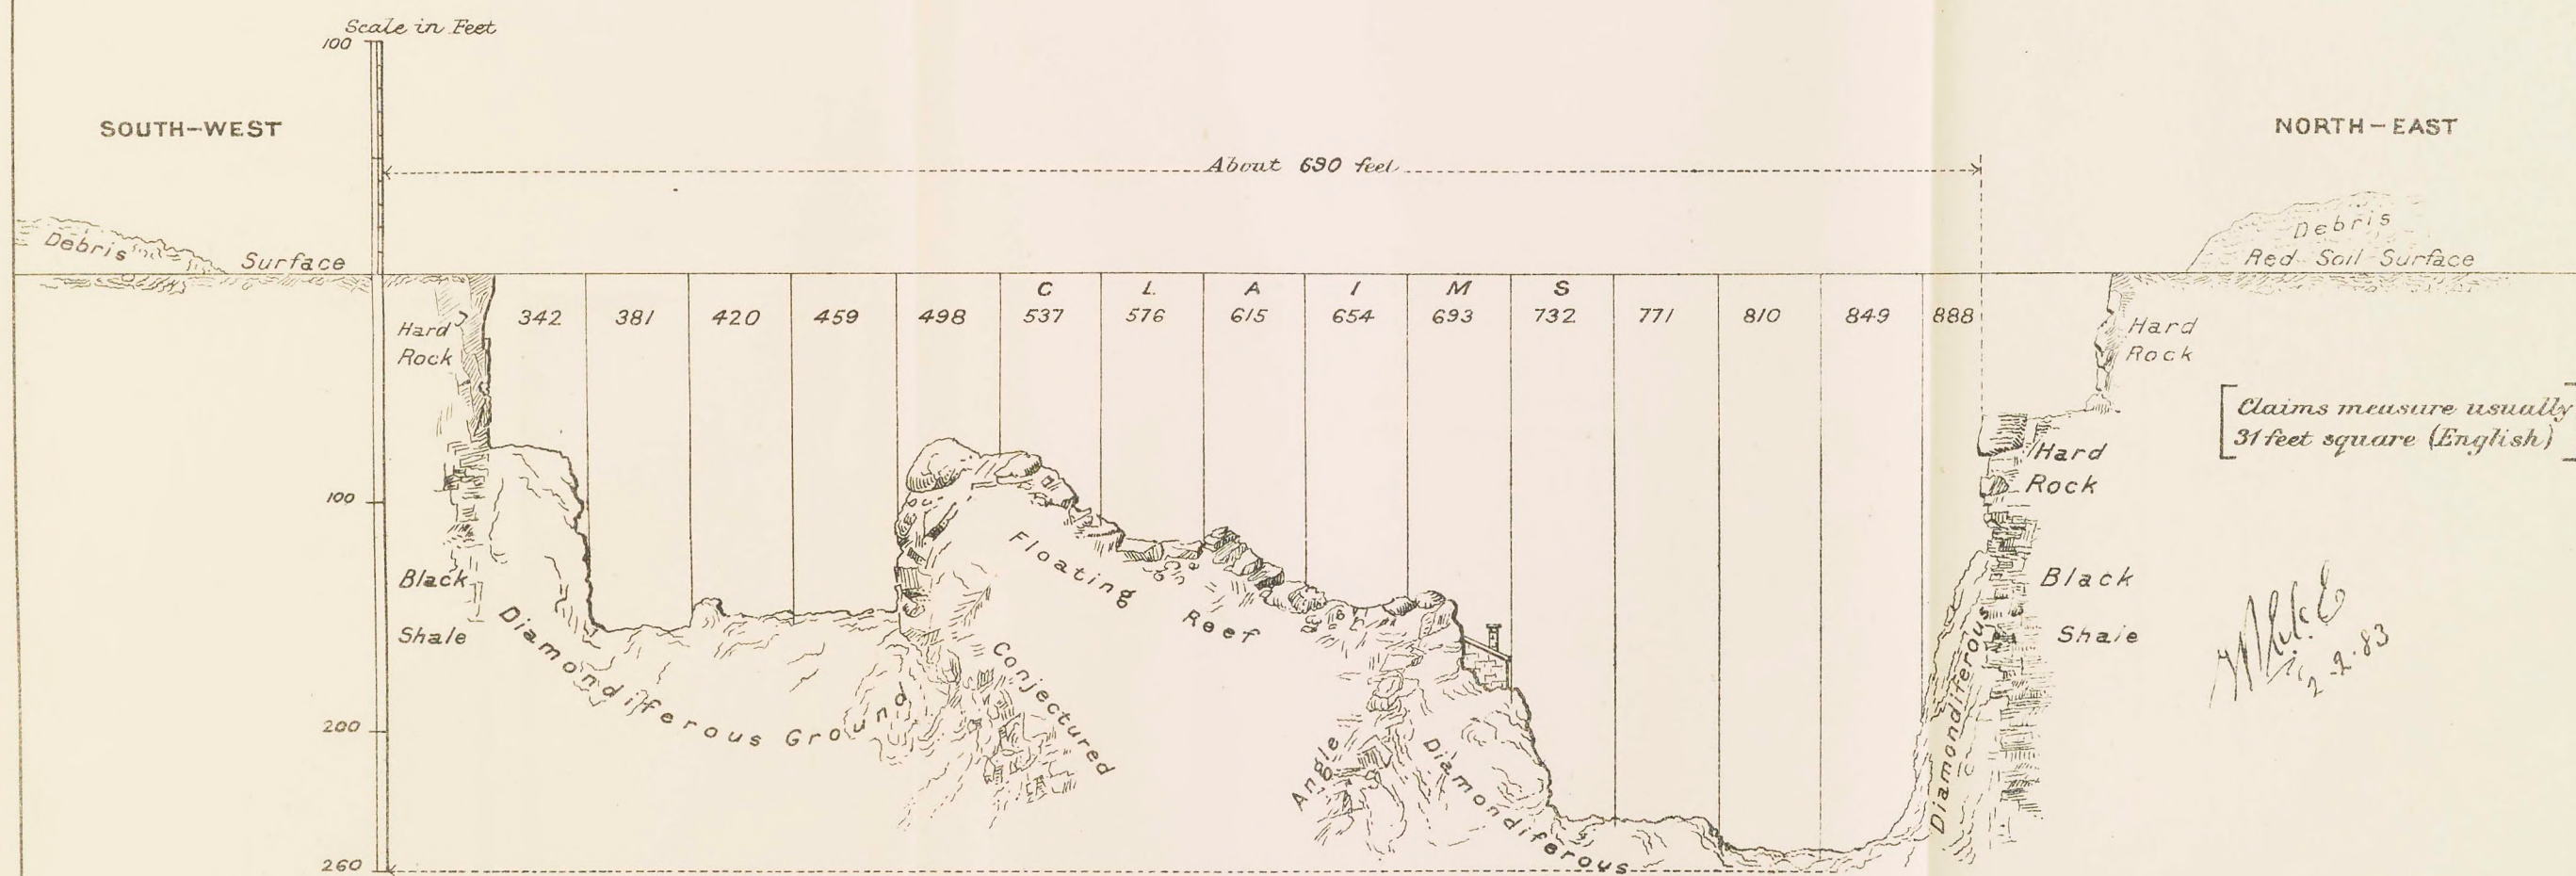 Scale in Feet
100
SOUTH-WEST
NORTH-EAST
About 690 feet
Debris
Surface
Debris
Red Soil Surface
C L A I M S
342 381 420 459 498 537 576 615 654 693 732 771 810 849 888
Hard
Rock
Hard
Rock
[Claims measure usually
31 feet square (English)]
Hard
Rock
100
Floating Reef
Black
Shale
Black
Shale
Diamondiferous Ground
Conjectured
Angle
Diamondiferous
Diamondiferous
200
260
2.83